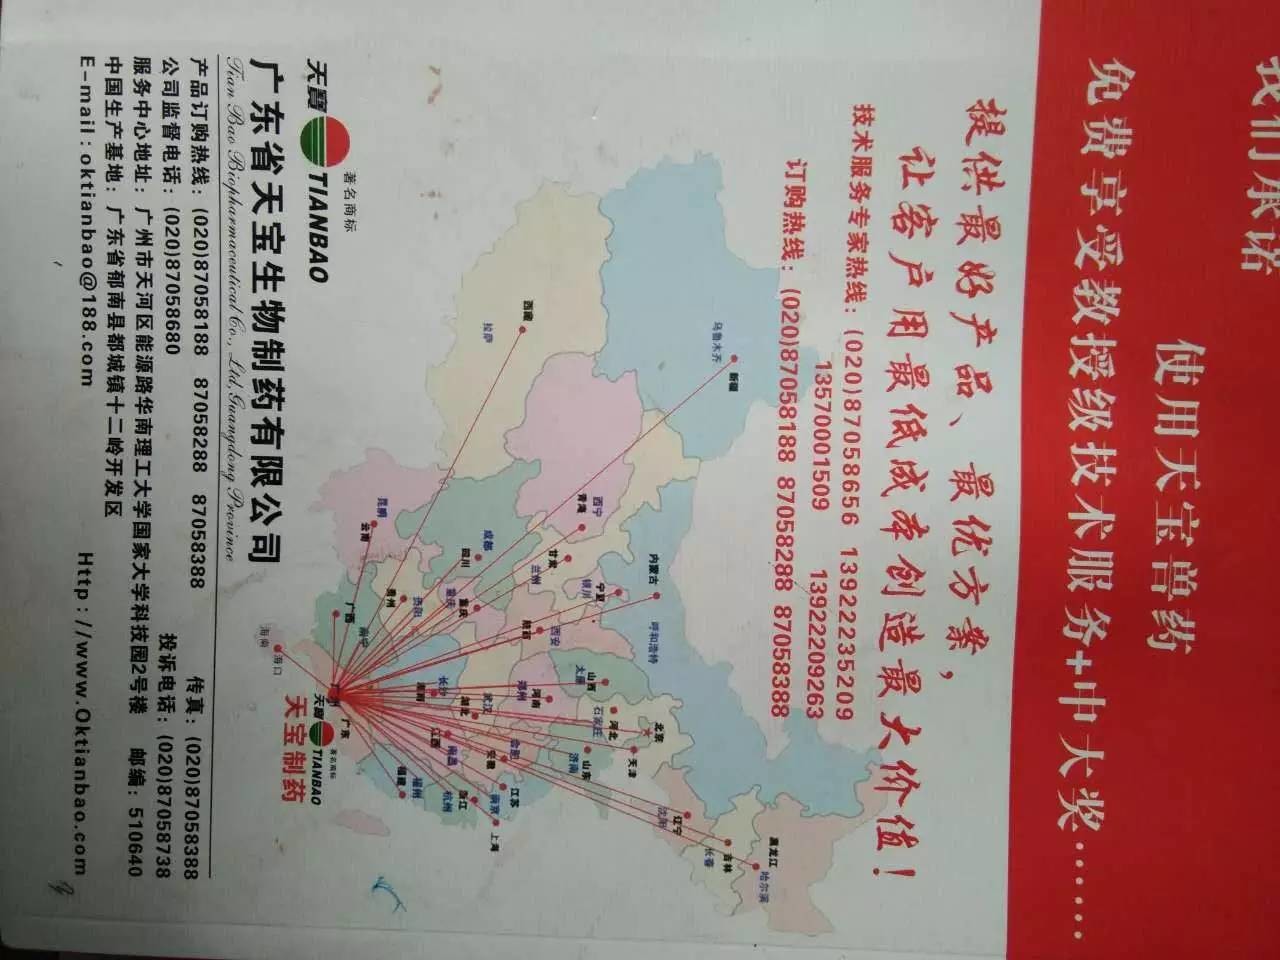 我们承诺
使用天宝兽药
免费享受教授级技术服务+中大奖······
提供最好产品、最优方案，
让客户用最低成本创造最大价值！
技术服务专家热线：(020)87058656 13922235209
13570001509 13922209263
订购热线：(020)87058188 87058288 87058388
乌鲁木齐
新疆
西藏
拉萨
西宁
青海
甘肃
兰州
宁夏
银川
内蒙古
呼和浩特
成都
四川
重庆
重庆
昆明
云南
贵州
贵阳
广西
南宁
海南
海口
陕西
西安
山西
太原
河南
郑州
河北
石家庄
北京
天津
山东
济南
湖北
武汉
湖南
长沙
江西
南昌
安徽
合肥
江苏
南京
上海
浙江
杭州
福建
福州
广东
辽宁
沈阳
吉林
长春
黑龙江
哈尔滨
天寶 TIANBAO
著名商标
天宝制药
天寶 TIANBAO
著名商标
广东省天宝生物制药有限公司
Tian Bao Biopharmaceutical Co., Ltd, Guangdong Province
产品订购热线：(020)87058188 87058288 87058388 传真：(020)87058388
公司监督电话：(020)87058680 投诉电话：(020)87058738
服务中心地址：广州市天河区能源路华南理工大学国家大学科技园2号楼 邮编：510640
中国生产基地：广东省郁南县都城镇十二岭开发区
E-mail:oktianbao@188.com Http://www.Oktianbao.com